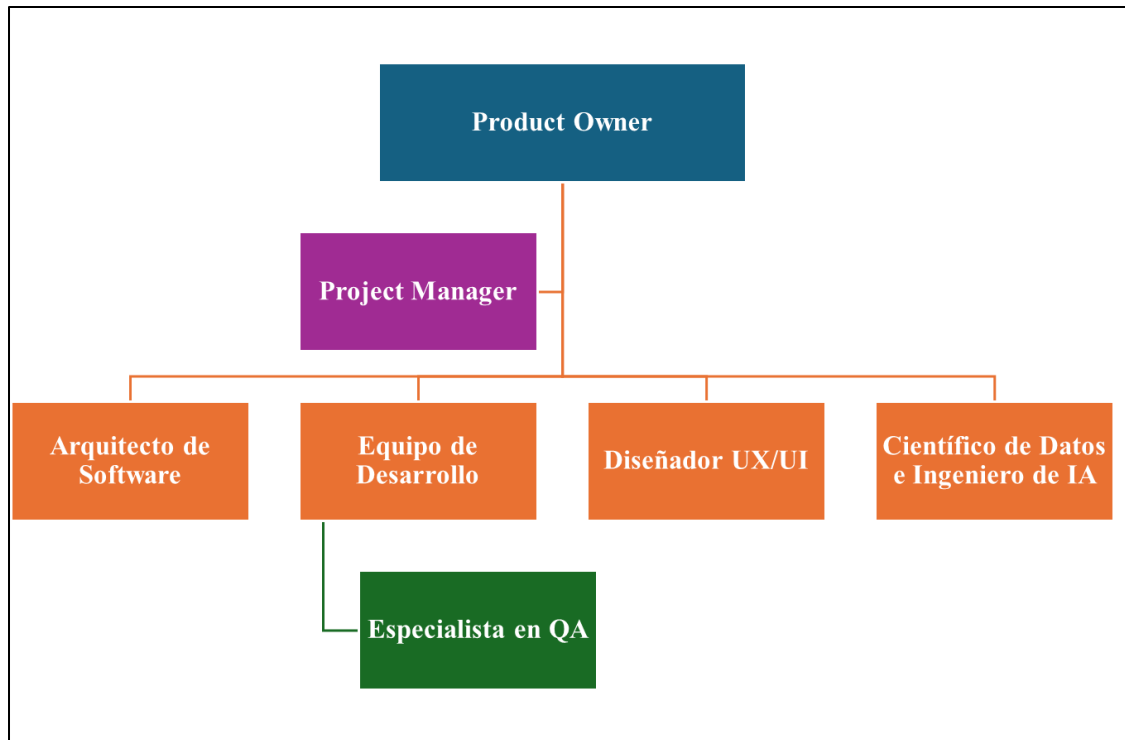 Product Owner
Project Manager
Arquitecto de
Software
Equipo de
Desarrollo
Diseñador UX/UI
Científico de Datos
e Ingeniero de IA
Especialista en QA